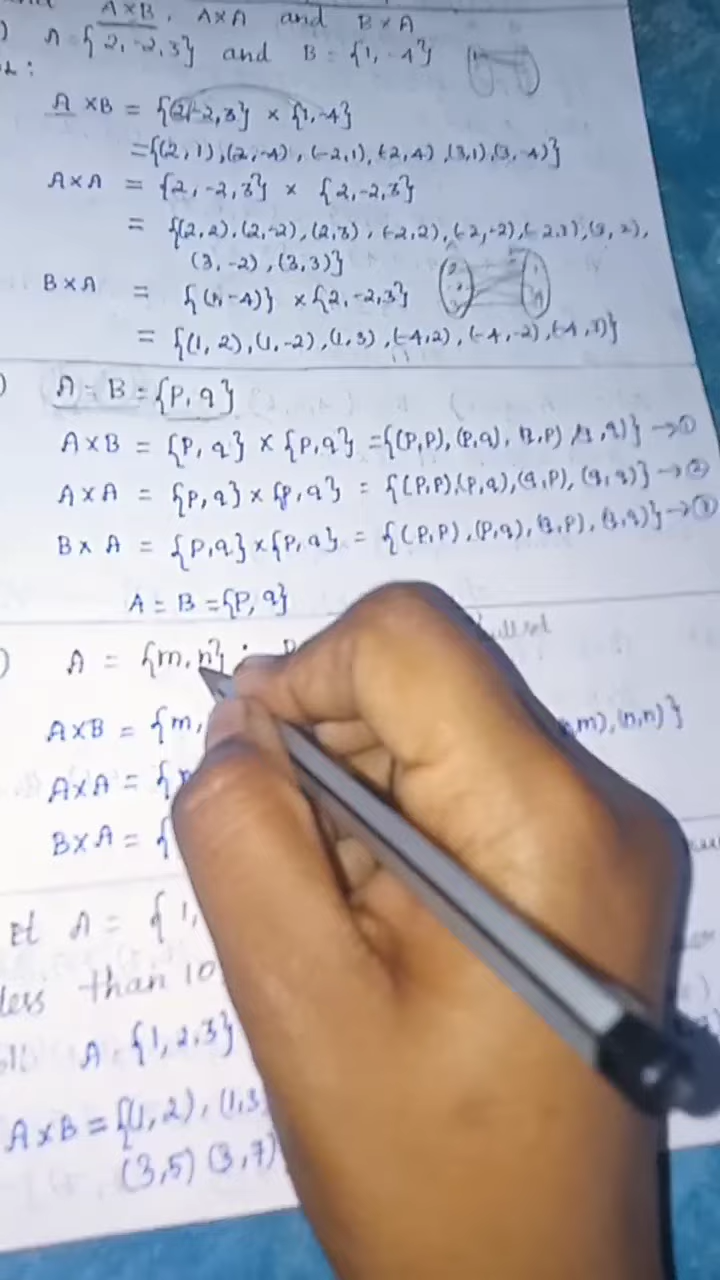 A×B, A×A and B×A
) A = {2, -2, 3} and B = {1, -4}
A×B = {2, -2, 3} × {1, -4}
= {(2, 1), (2, -4), (-2, 1), (-2, 4), (3, 1), (3, -4)}
A×A = {2, -2, 3} × {2, -2, 3}
= {(2, 2), (2, -2), (2, 3), (-2, 2), (-2, -2), (-2, 3), (3, 2),
(3, -2), (3, 3)}
B×A = {(1, -4)} × {2, -2, 3}
= {(1, 2), (1, -2), (1, 3), (-4, 2), (-4, -2), (-4, 3)}
) A = B = {P, q}
A×B = {P, q} × {P, q} = {(P, P), (P, q), (q, P), (q, q)} → ①
A×A = {P, q} × {P, q} = {(P, P), (P, q), (q, P), (q, q)} → ②
B×A = {P, q} × {P, q} = {(P, P), (P, q), (q, P), (q, q)} → ③
A = B = {P, q}
) A = {m, n} ;
A×B = {m, m), (n, n)}
A×A = {
B×A = {
et A = { 1,
less than 10
A {1, 2, 3}
A×B = {(1, 2), (1, 3
(3, 5) (3, 7)